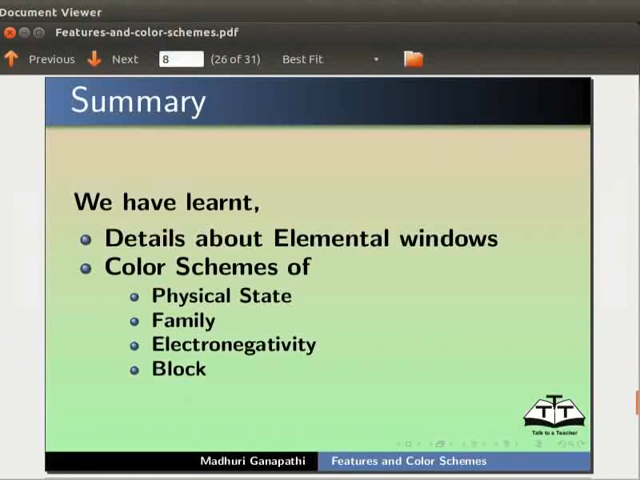 Document Viewer
Features-and-color-schemes.pdf
Previous Next 8 (26 of 31) Best Fit
Summary
We have learnt,
Details about Elemental windows
Color Schemes of
Physical State
Family
Electronegativity
Block
TTT
Talk to a Teacher
Madhuri Ganapathi Features and Color Schemes